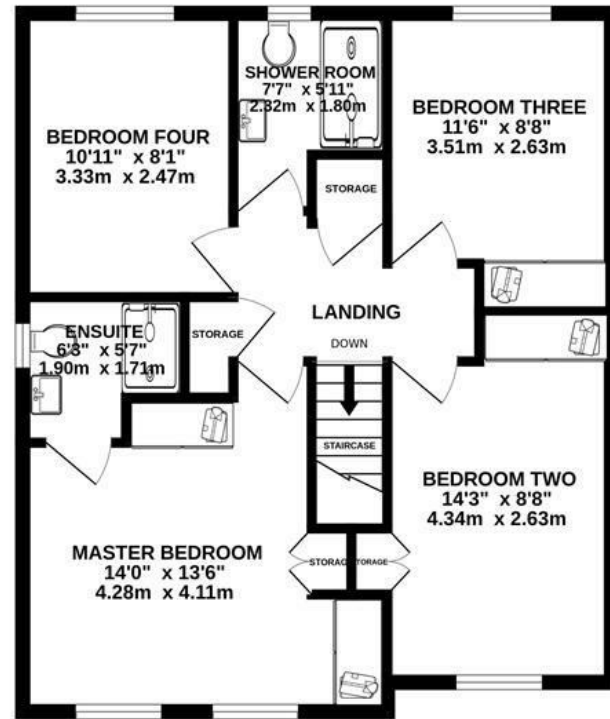 SHOWER ROOM
7'7" x 5'11"
2.32m x 1.80m
BEDROOM FOUR
10'11" x 8'1"
3.33m x 2.47m
BEDROOM THREE
11'6" x 8'8"
3.51m x 2.63m
STORAGE
LANDING
DOWN
STORAGE
ENSUITE
6'3" x 5'7"
1.90m x 1.71m
STAIRCASE
BEDROOM TWO
14'3" x 8'8"
4.34m x 2.63m
MASTER BEDROOM
14'0" x 13'6"
4.28m x 4.11m
STORAGE
STORAGE